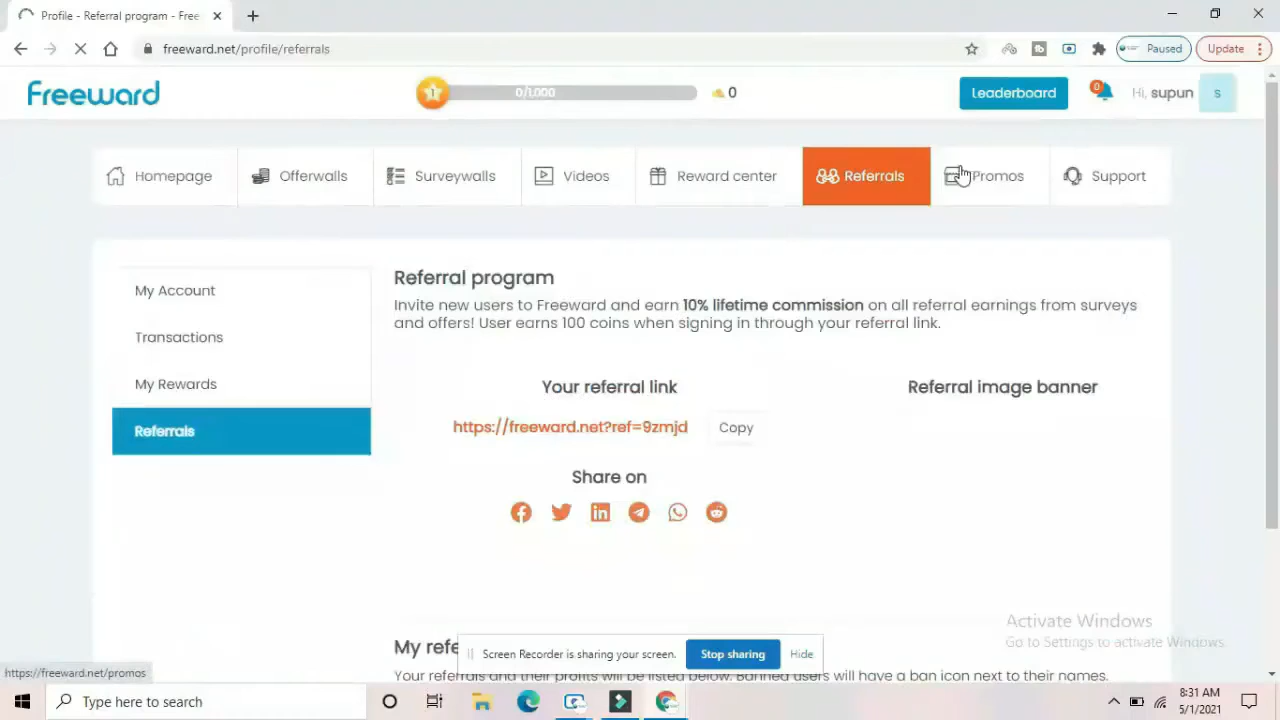 Profile - Referral program - Free
freeward.net/profile/referrals
Paused
Update
Freeward
1
0/1,000
0
Leaderboard
0
Hi, supun
s
Homepage
Offerwalls
Surveywalls
Videos
Reward center
Referrals
Promos
Support
My Account
Transactions
My Rewards
Referrals
Referral program
Invite new users to Freeward and earn 10% lifetime commission on all referral earnings from surveys
and offers! User earns 100 coins when signing in through your referral link.
Your referral link
Referral image banner
https://freeward.net?ref=9zmjd
Copy
Share on
Activate Windows
Go to Settings to activate Windows.
My refe
Screen Recorder is sharing your screen.
Stop sharing
Hide
Your referrals and their profits will be listed below. Banned users will have a ban icon next to their names.
https://freeward.net/promos
Type here to search
8:31 AM
5/1/2021